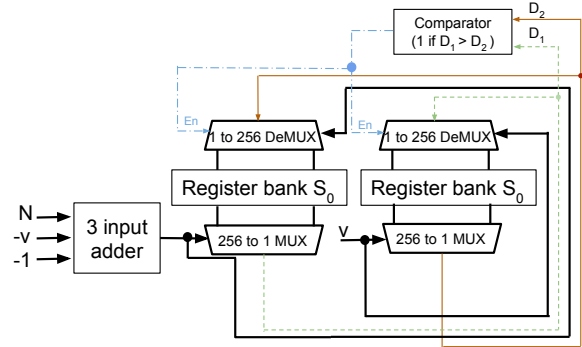 Comparator
(1 if D₁ > D₂ )
D₂
D₁
En
En
1 to 256 DeMUX
1 to 256 DeMUX
Register bank S₀
Register bank S₀
N
-v
-1
3 input
adder
256 to 1 MUX
v
256 to 1 MUX